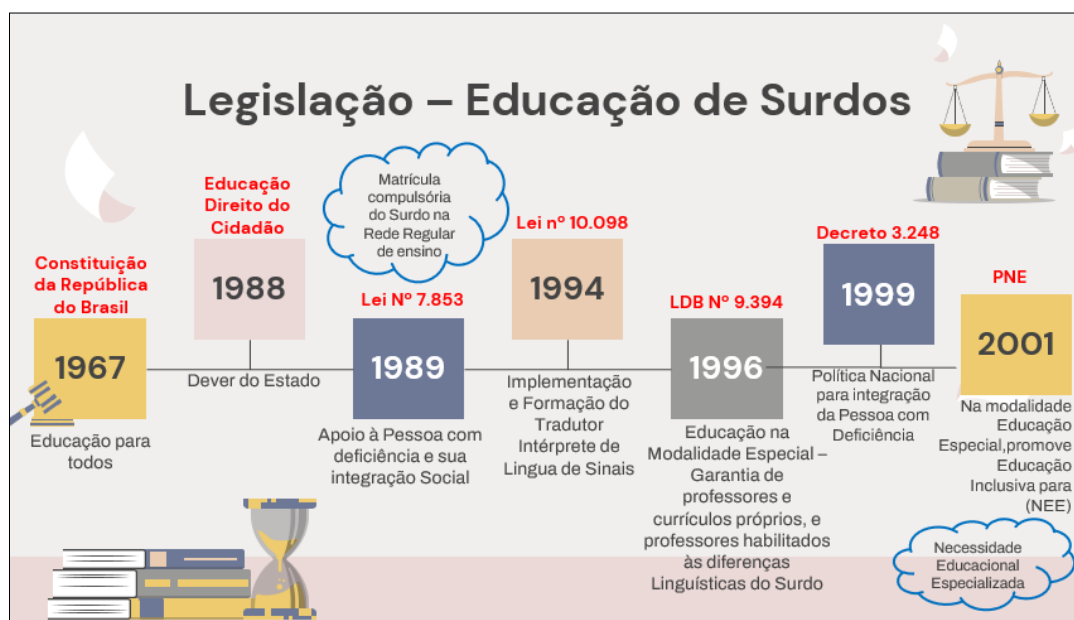 Legislação – Educação de Surdos
Constituição
da República
do Brasil
1967
Educação para
todos
Educação
Direito do
Cidadão
1988
Dever do Estado
Matrícula
compulsória
do Surdo na
Rede Regular
de ensino
Lei Nº 7.853
1989
Apoio à Pessoa com
deficiência e sua
integração Social
Lei nº 10.098
1994
Implementação
e Formação do
Tradutor
Intérprete de
Lingua de Sinais
LDB Nº 9.394
1996
Educação na
Modalidade Especial –
Garantia de
professores e
currículos próprios, e
professores habilitados
às diferenças
Linguísticas do Surdo
Decreto 3.248
1999
Política Nacional
para integração
da Pessoa com
Deficiência
PNE
2001
Na modalidade
Educação
Especial,promove
Educação
Inclusiva para
(NEE)
Necessidade
Educacional
Especializada